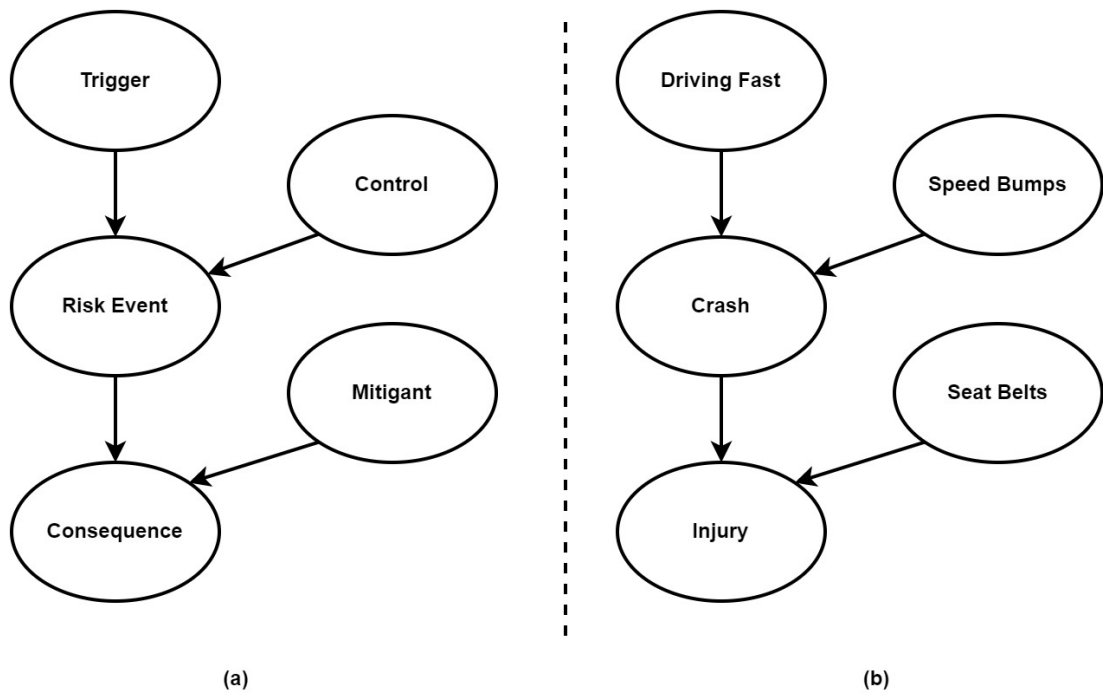 Trigger
Control
Risk Event
Mitigant
Consequence
(a)
Driving Fast
Speed Bumps
Crash
Seat Belts
Injury
(b)